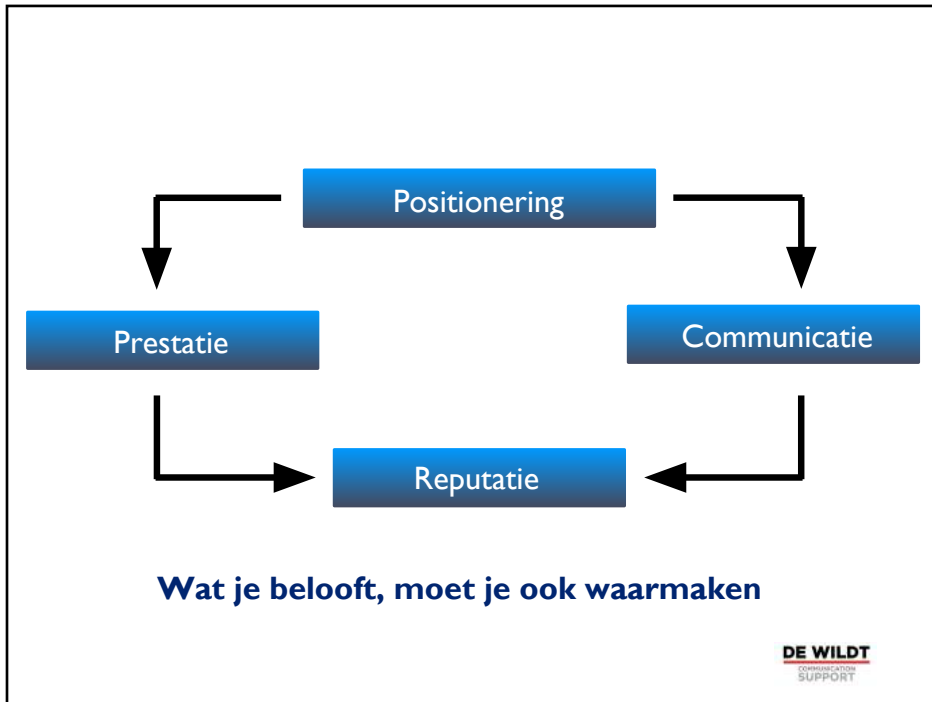 Positionering
Prestatie
Communicatie
Reputatie
Wat je belooft, moet je ook waarmaken
DE WILDT
COMMUNICATION
SUPPORT